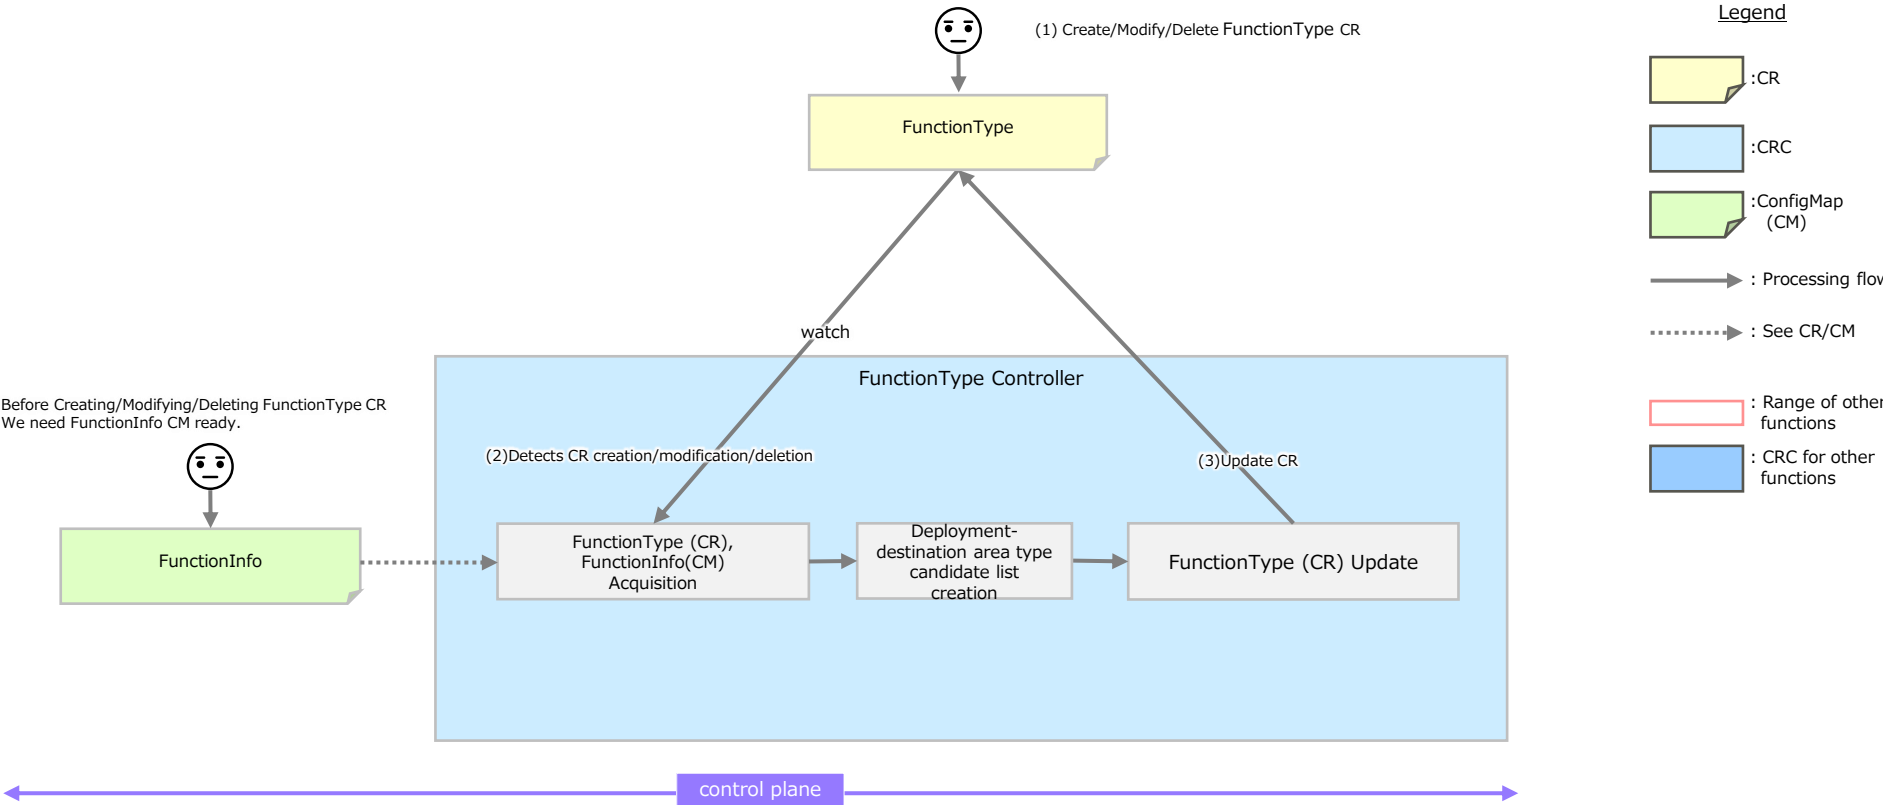 (1) Create/Modify/Delete FunctionType CR
FunctionType
watch
FunctionType Controller
Before Creating/Modifying/Deleting FunctionType CR
We need FunctionInfo CM ready.
(2)Detects CR creation/modification/deletion
(3)Update CR
FunctionInfo
FunctionType (CR),
FunctionInfo(CM)
Acquisition
Deployment-
destination area type
candidate list
creation
FunctionType (CR) Update
control plane
Legend
:CR
:CRC
:ConfigMap
(CM)
: Processing flow
: See CR/CM
: Range of other
functions
: CRC for other
functions